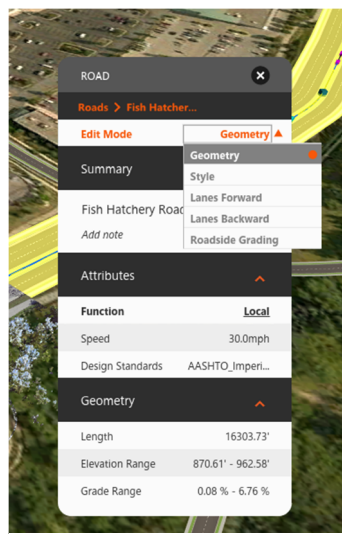 ROAD
Roads > Fish Hatcher...
Edit Mode Geometry
Geometry
Style
Lanes Forward
Lanes Backward
Roadside Grading
Summary
Fish Hatchery Road
Add note
Attributes
Function Local
Speed 30.0mph
Design Standards AASHTO_Imperi...
Geometry
Length 16303.73'
Elevation Range 870.61' - 962.58'
Grade Range 0.08 % - 6.76 %